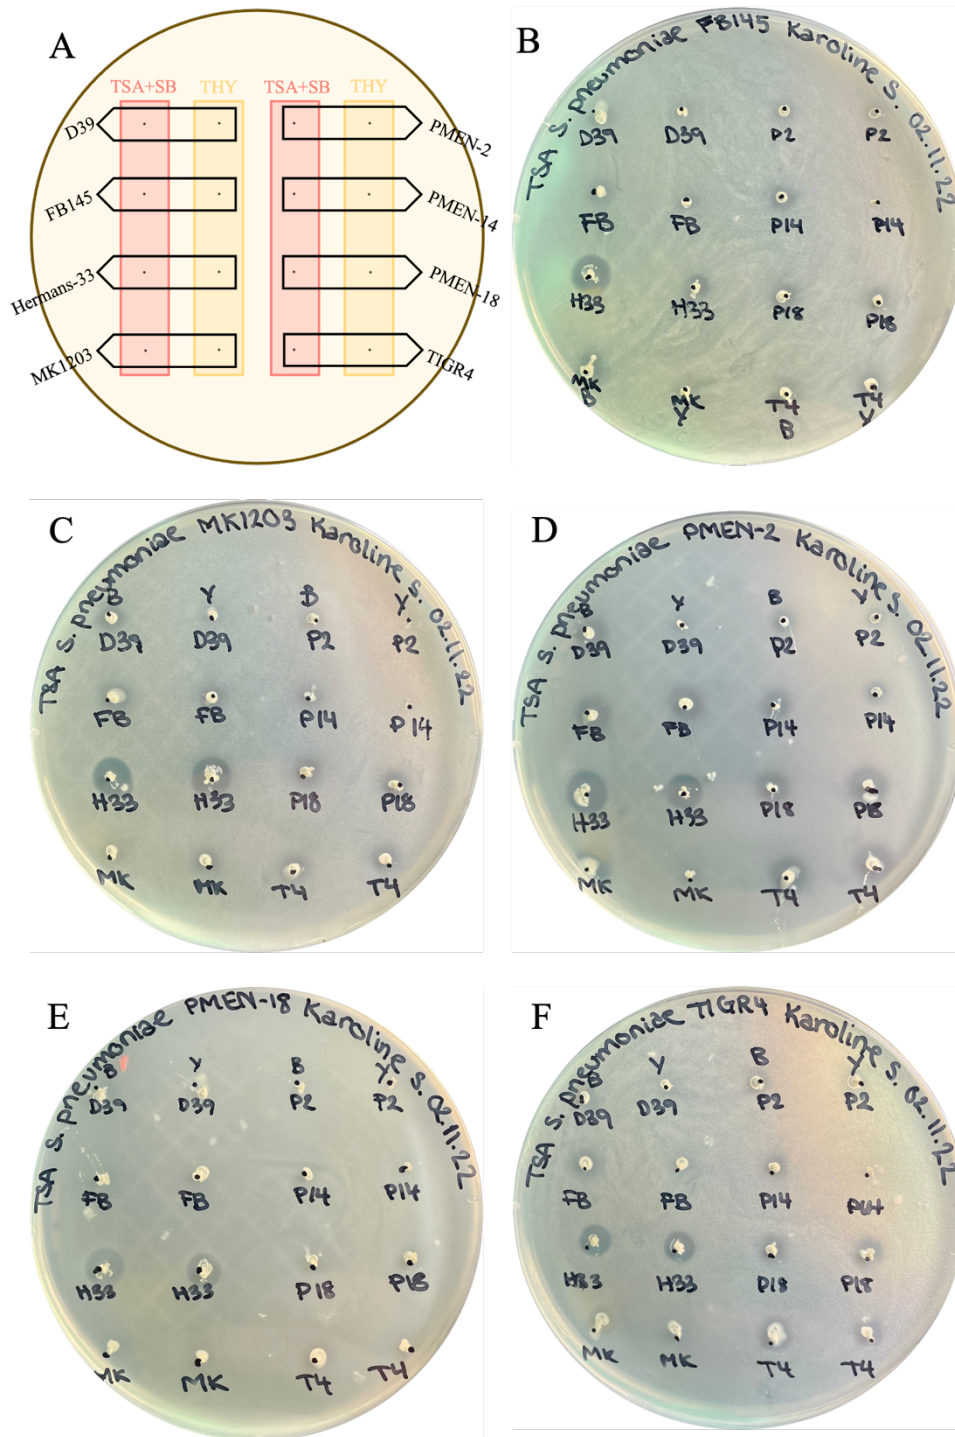 A
TSA+SB THY TSA+SB THY
D39 PMEN-2
FB145 PMEN-14
Hermans-33 PMEN-18
MK1203 TIGR4
B
TSA S. pneumoniae FB145 Karoline S. 02.11.22
D39 D39 P2 P2
FB FB P14 P14
H33 H33 P18 P18
MK MK T4 T4
B Y B Y
C
TSA S. pneumoniae MK1203 Karoline S. 02.11.22
B Y B Y
D39 D39 P2 P2
FB FB P14 P14
H33 H33 P18 P18
MK MK T4 T4
D
TSA S. pneumoniae PMEN-2 Karoline S. 02.11.22
B Y B Y
D39 D39 P2 P2
FB FB P14 P14
H33 H33 P18 P18
MK MK T4 T4
E
TSA S. pneumoniae PMEN-18 Karoline S. 02.11.22
B Y B Y
D39 D39 P2 P2
FB FB P14 P14
H33 H33 P18 P18
MK MK T4 T4
F
TSA S. pneumoniae TIGR4 Karoline S. 02.11.22
B Y B Y
D39 D39 P2 P2
FB FB P14 P14
H33 H33 P18 P18
MK MK T4 T4